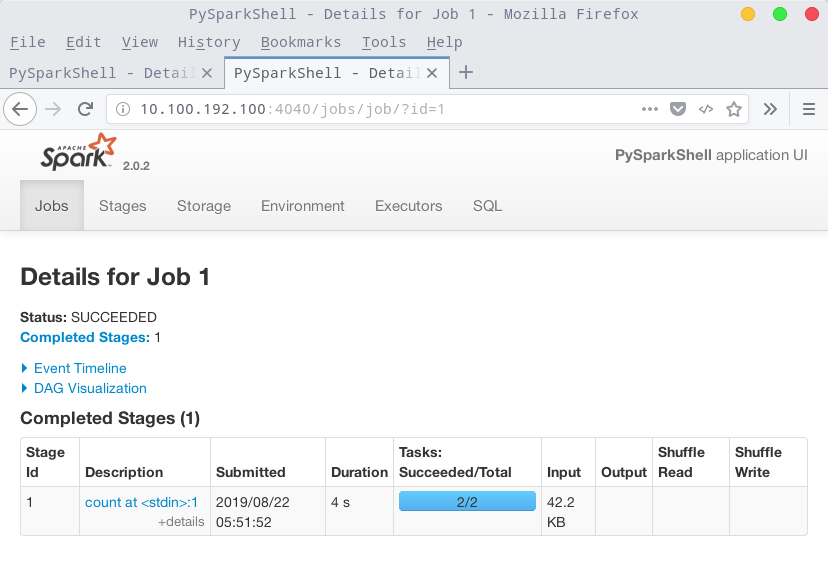 PySparkShell - Details for Job 1 - Mozilla Firefox
File Edit View History Bookmarks Tools Help
PySparkShell - Detai PySparkShell - Detai
10.100.192.100:4040/jobs/job/?id=1
APACHE
Spark 2.0.2
PySparkShell application UI
Jobs Stages Storage Environment Executors SQL
Details for Job 1
Status: SUCCEEDED
Completed Stages: 1
Event Timeline
DAG Visualization
Completed Stages (1)
Stage Id Description Submitted Duration Tasks: Succeeded/Total Input Output Shuffle Read Shuffle Write
1 count at <stdin>:1 +details 2019/08/22 05:51:52 4 s 2/2 42.2 KB